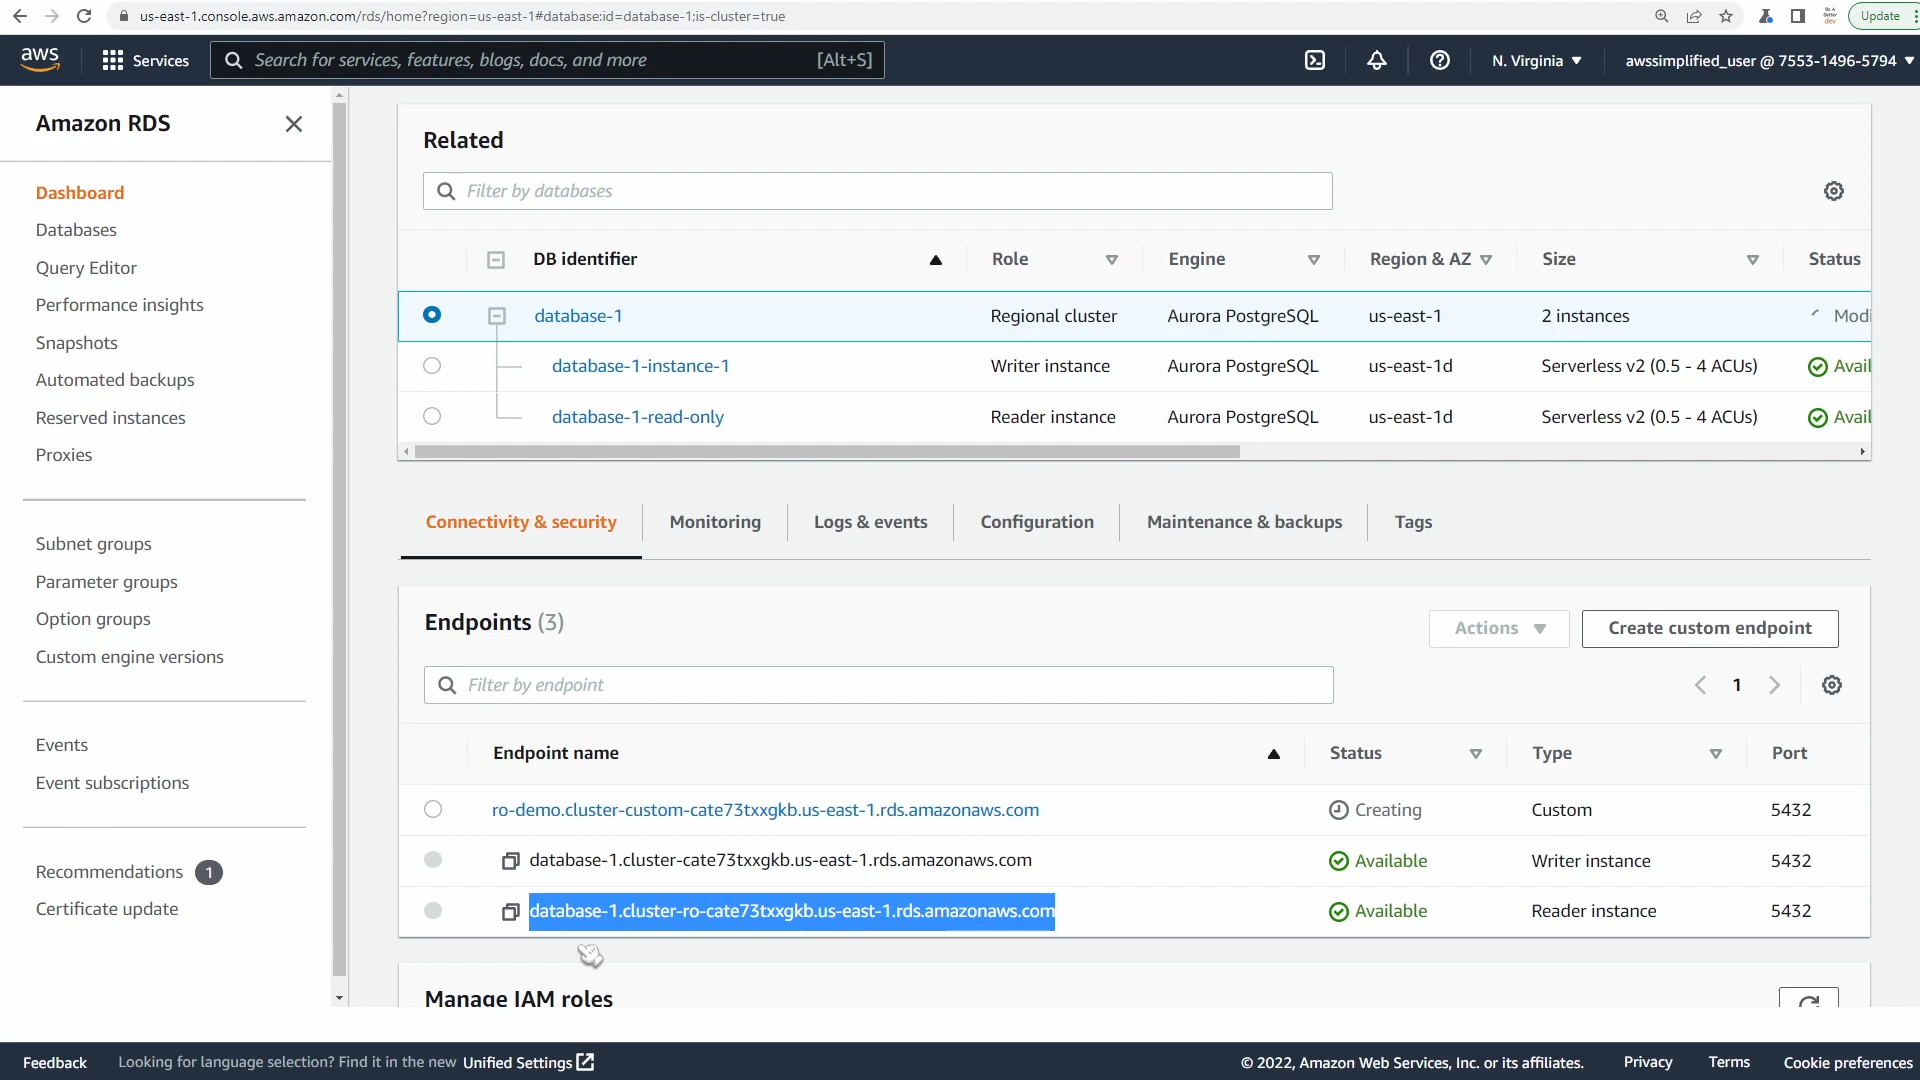 us-east-1.console.aws.amazon.com/rds/home?region=us-east-1#database:id=database-1;is-cluster=true
Update
aws
Services
Search for services, features, blogs, docs, and more
[Alt+S]
N. Virginia
awssimplified_user @ 7553-1496-5794
Amazon RDS
Dashboard
Databases
Query Editor
Performance insights
Snapshots
Automated backups
Reserved instances
Proxies
Subnet groups
Parameter groups
Option groups
Custom engine versions
Events
Event subscriptions
Recommendations 1
Certificate update
Related
Filter by databases
DB identifier Role Engine Region & AZ Size Status
database-1 Regional cluster Aurora PostgreSQL us-east-1 2 instances Modi
database-1-instance-1 Writer instance Aurora PostgreSQL us-east-1d Serverless v2 (0.5 - 4 ACUs) Avail
database-1-read-only Reader instance Aurora PostgreSQL us-east-1d Serverless v2 (0.5 - 4 ACUs) Avail
Connectivity & security Monitoring Logs & events Configuration Maintenance & backups Tags
Endpoints (3)
Actions
Create custom endpoint
Filter by endpoint
1
Endpoint name Status Type Port
ro-demo.cluster-custom-cate73txxgkb.us-east-1.rds.amazonaws.com Creating Custom 5432
database-1.cluster-cate73txxgkb.us-east-1.rds.amazonaws.com Available Writer instance 5432
database-1.cluster-ro-cate73txxgkb.us-east-1.rds.amazonaws.com Available Reader instance 5432
Manage IAM roles
Feedback
Looking for language selection? Find it in the new Unified Settings
© 2022, Amazon Web Services, Inc. or its affiliates.
Privacy
Terms
Cookie preferences